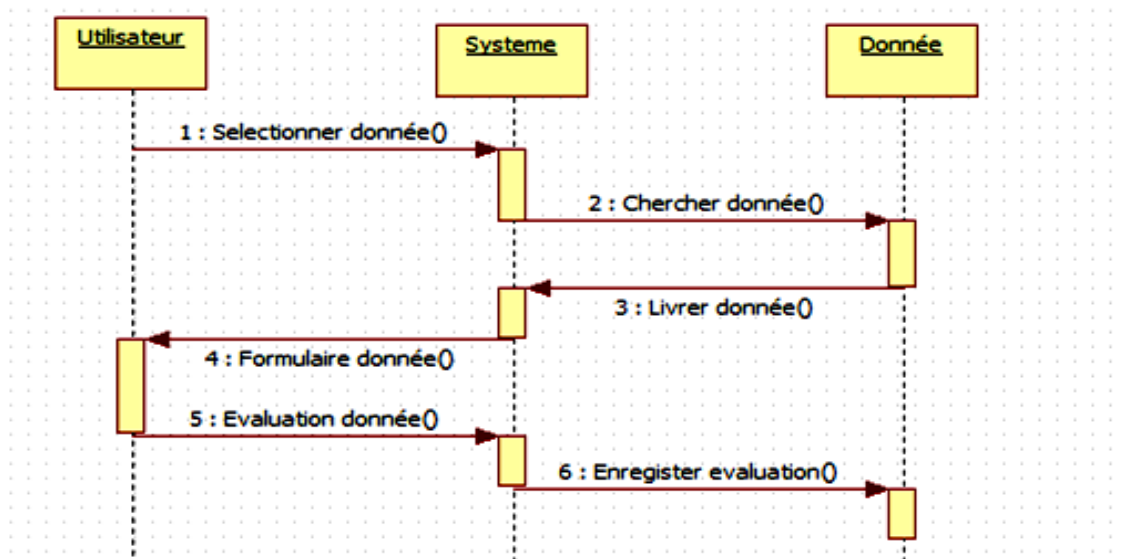 Utilisateur
Systeme
Donnée
1 : Selectionner donnée()
2 : Chercher donnée()
3 : Livrer donnée()
4 : Formulaire donnée()
5 : Evaluation donnée()
6 : Enregister evaluation()